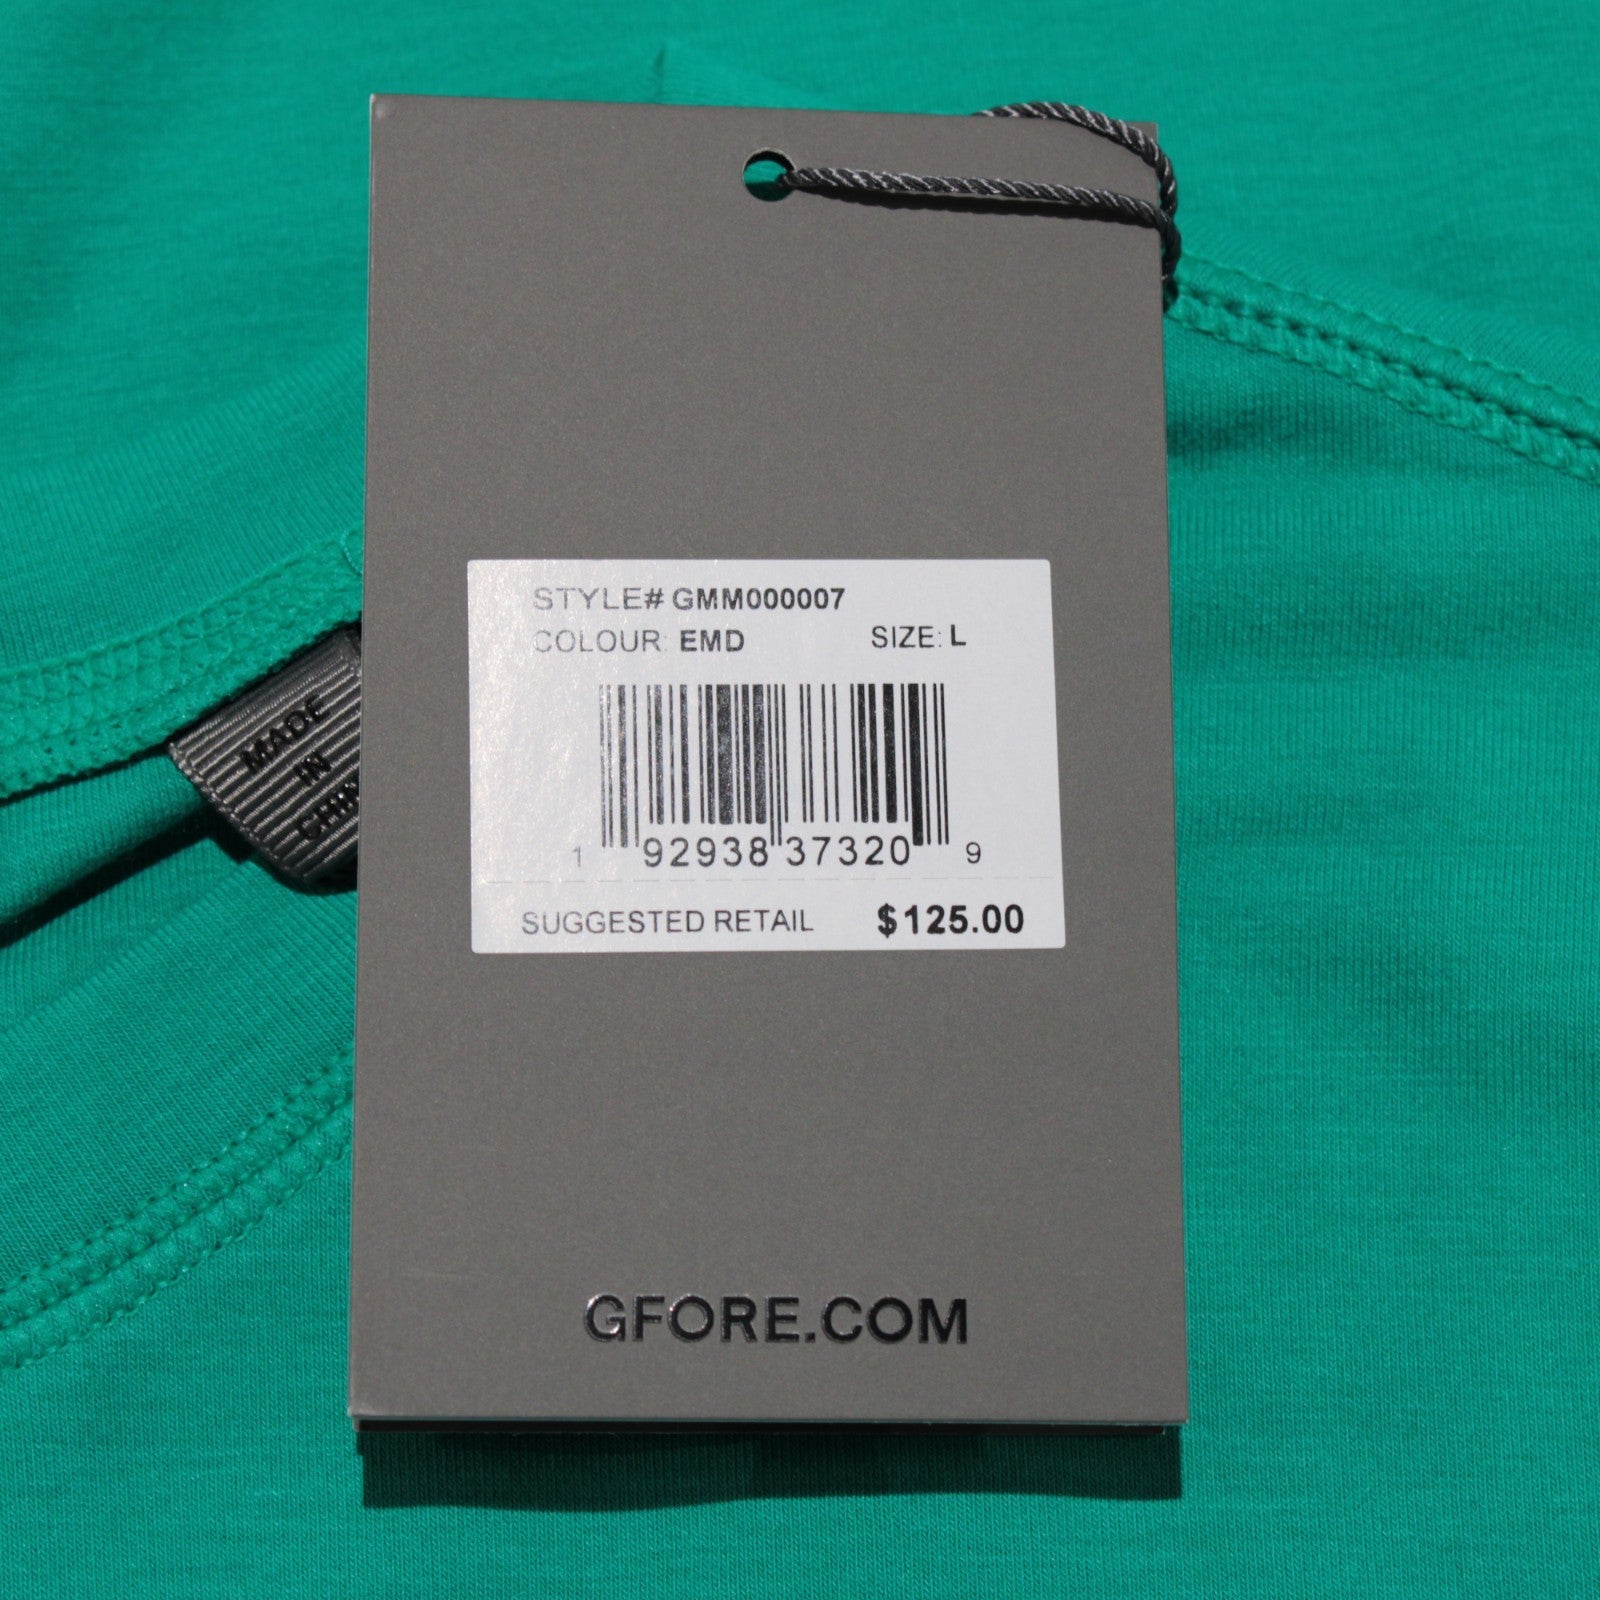 STYLE# GMM000007
COLOUR: EMD SIZE: L
1 92938 37320 9
SUGGESTED RETAIL $125.00
GFORE.COM
MADE
IN